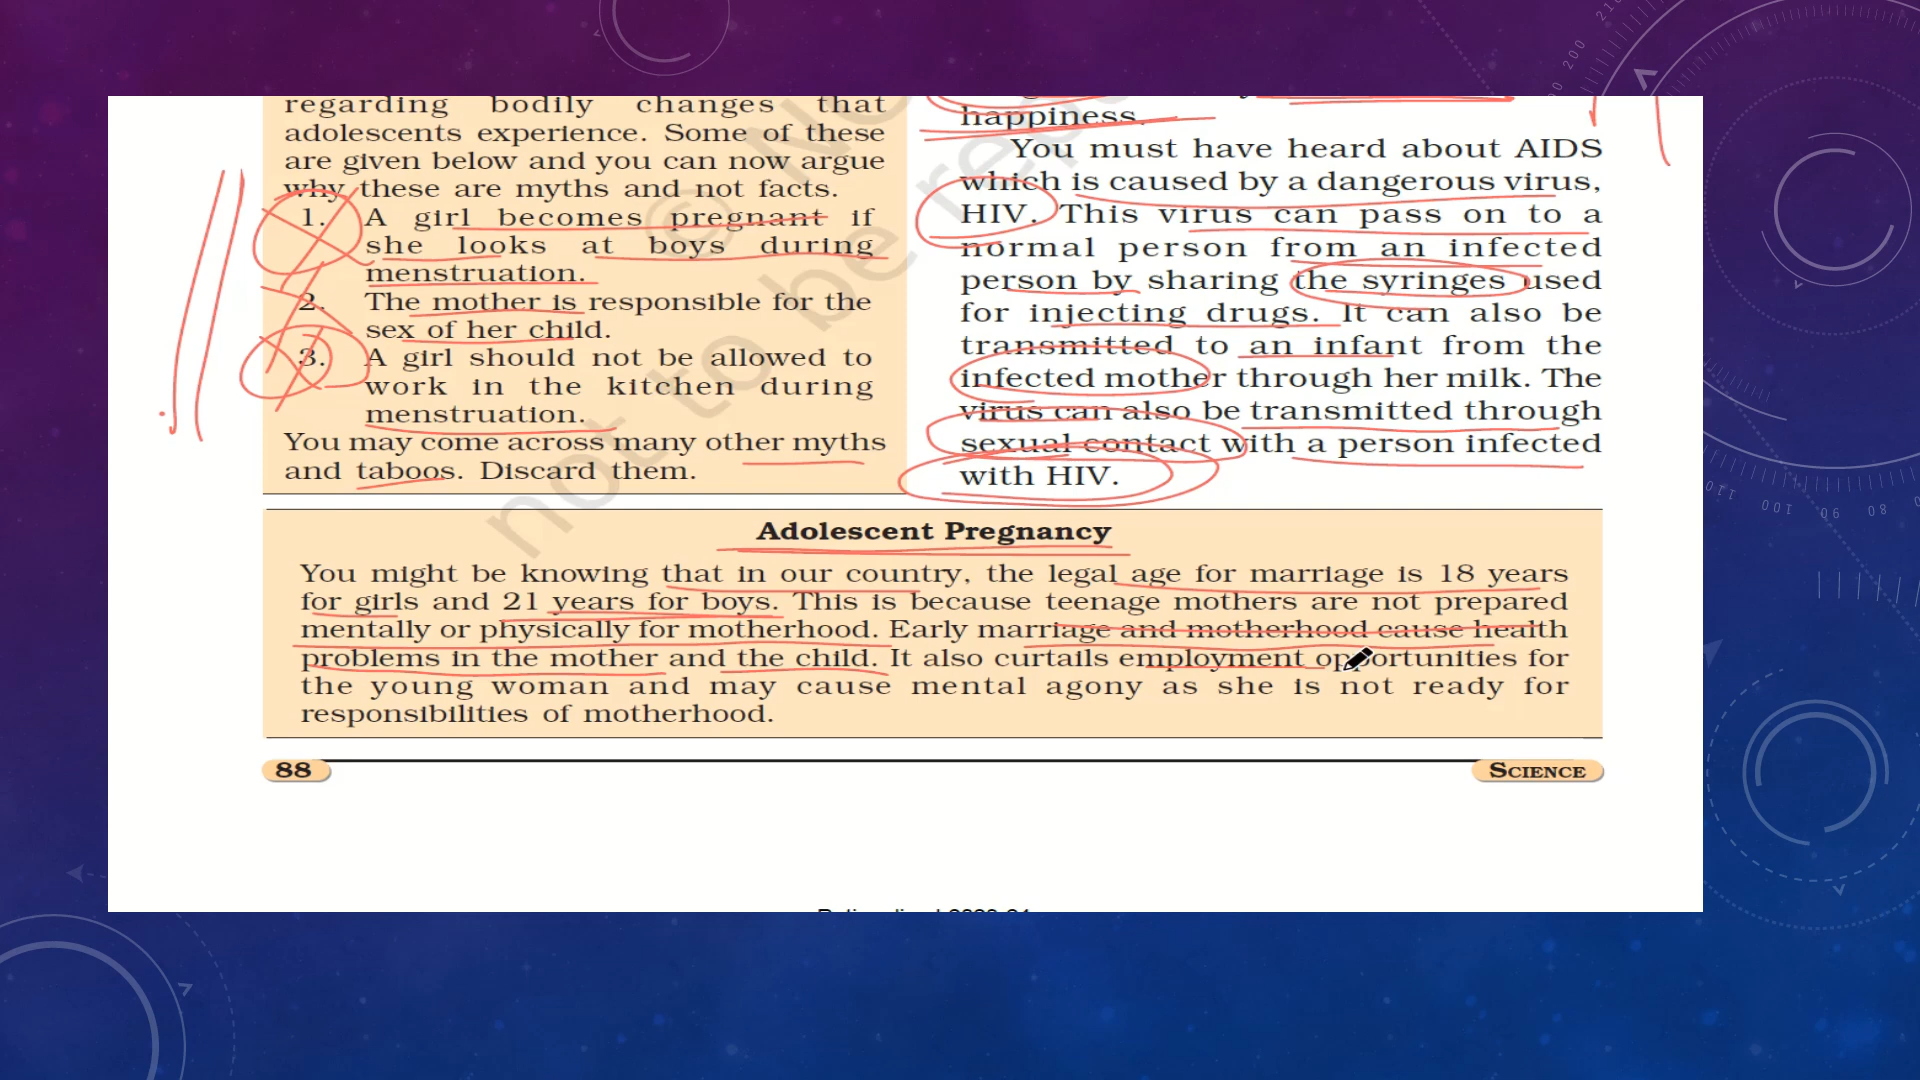 regarding bodily changes that
adolescents experience. Some of these
are given below and you can now argue
why these are myths and not facts.
1. A girl becomes pregnant if
she looks at boys during
menstruation.
2. The mother is responsible for the
sex of her child.
3. A girl should not be allowed to
work in the kitchen during
menstruation.
You may come across many other myths
and taboos. Discard them.
happiness.
You must have heard about AIDS
which is caused by a dangerous virus,
HIV. This virus can pass on to a
normal person from an infected
person by sharing the syringes used
for injecting drugs. It can also be
transmitted to an infant from the
infected mother through her milk. The
virus can also be transmitted through
sexual contact with a person infected
with HIV.
Adolescent Pregnancy
You might be knowing that in our country, the legal age for marriage is 18 years
for girls and 21 years for boys. This is because teenage mothers are not prepared
mentally or physically for motherhood. Early marriage and motherhood cause health
problems in the mother and the child. It also curtails employment opportunities for
the young woman and may cause mental agony as she is not ready for
responsibilities of motherhood.
88
SCIENCE
not to be
210
200
110
100
90
80